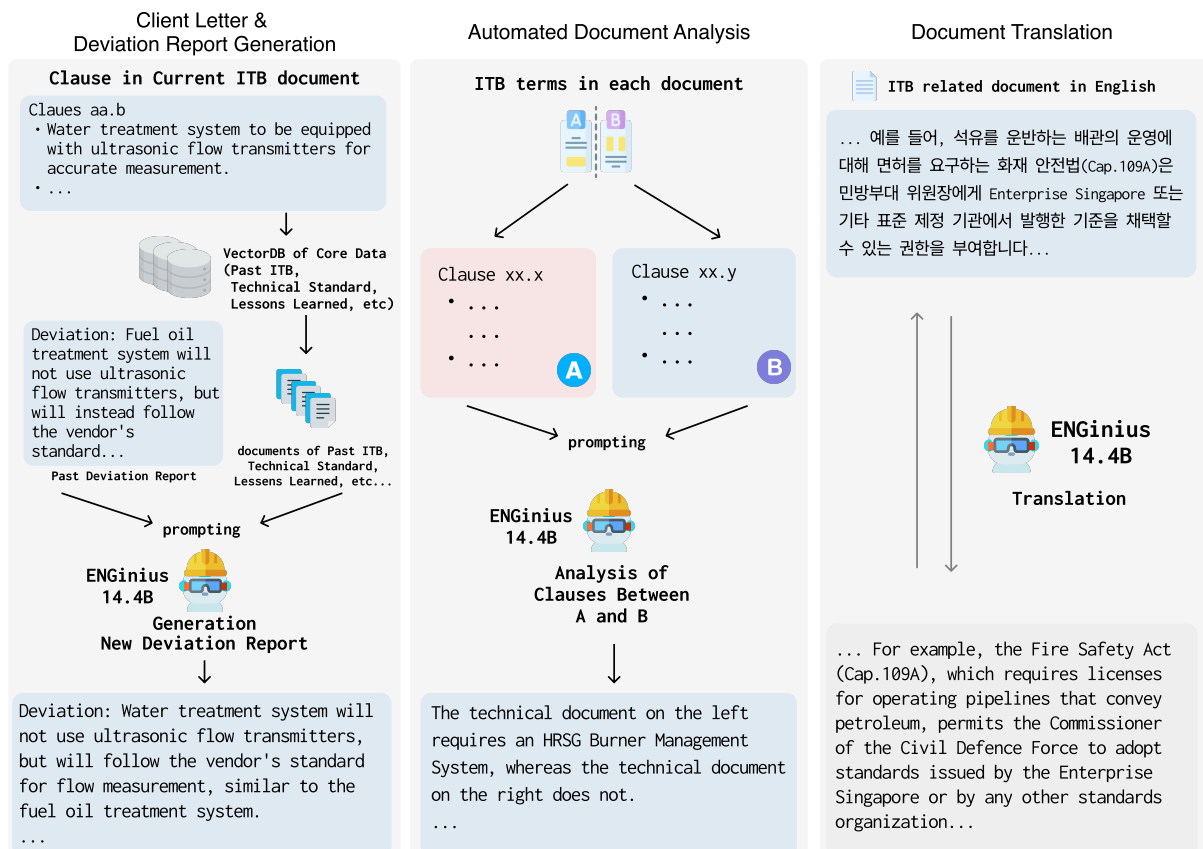 Client Letter &
Deviation Report Generation
Clause in Current ITB document
Claues aa.b
・Water treatment system to be equipped
with ultrasonic flow transmitters for
accurate measurement.
・...
VectorDB of Core Data
(Past ITB,
Technical Standard,
Lessons Learned, etc)
Deviation: Fuel oil
treatment system will
not use ultrasonic
flow transmitters, but
will instead follow
the vendor's
standard...
Past Deviation Report
documents of Past ITB,
Technical Standard,
Lessens Learned, etc...
prompting
ENGinius
14.4B
Generation
New Deviation Report
Deviation: Water treatment system will
not use ultrasonic flow transmitters,
but will follow the vendor's standard
for flow measurement, similar to the
fuel oil treatment system.
...
Automated Document Analysis
ITB terms in each document
A
B
Clause xx.x
• ...
...
• ...
A
Clause xx.y
• ...
...
• ...
B
prompting
ENGinius
14.4B
Analysis of
Clauses Between
A and B
The technical document on the left
requires an HRSG Burner Management
System, whereas the technical document
on the right does not.
...
Document Translation
ITB related document in English
... 예를 들어, 석유를 운반하는 배관의 운영에
대해 면허를 요구하는 화재 안전법(Cap.109A)은
민방부대 위원장에게 Enterprise Singapore 또는
기타 표준 제정 기관에서 발행한 기준을 채택할
수 있는 권한을 부여합니다...
ENGinius
14.4B
Translation
... For example, the Fire Safety Act
(Cap.109A), which requires licenses
for operating pipelines that convey
petroleum, permits the Commissioner
of the Civil Defence Force to adopt
standards issued by the Enterprise
Singapore or by any other standards
organization...